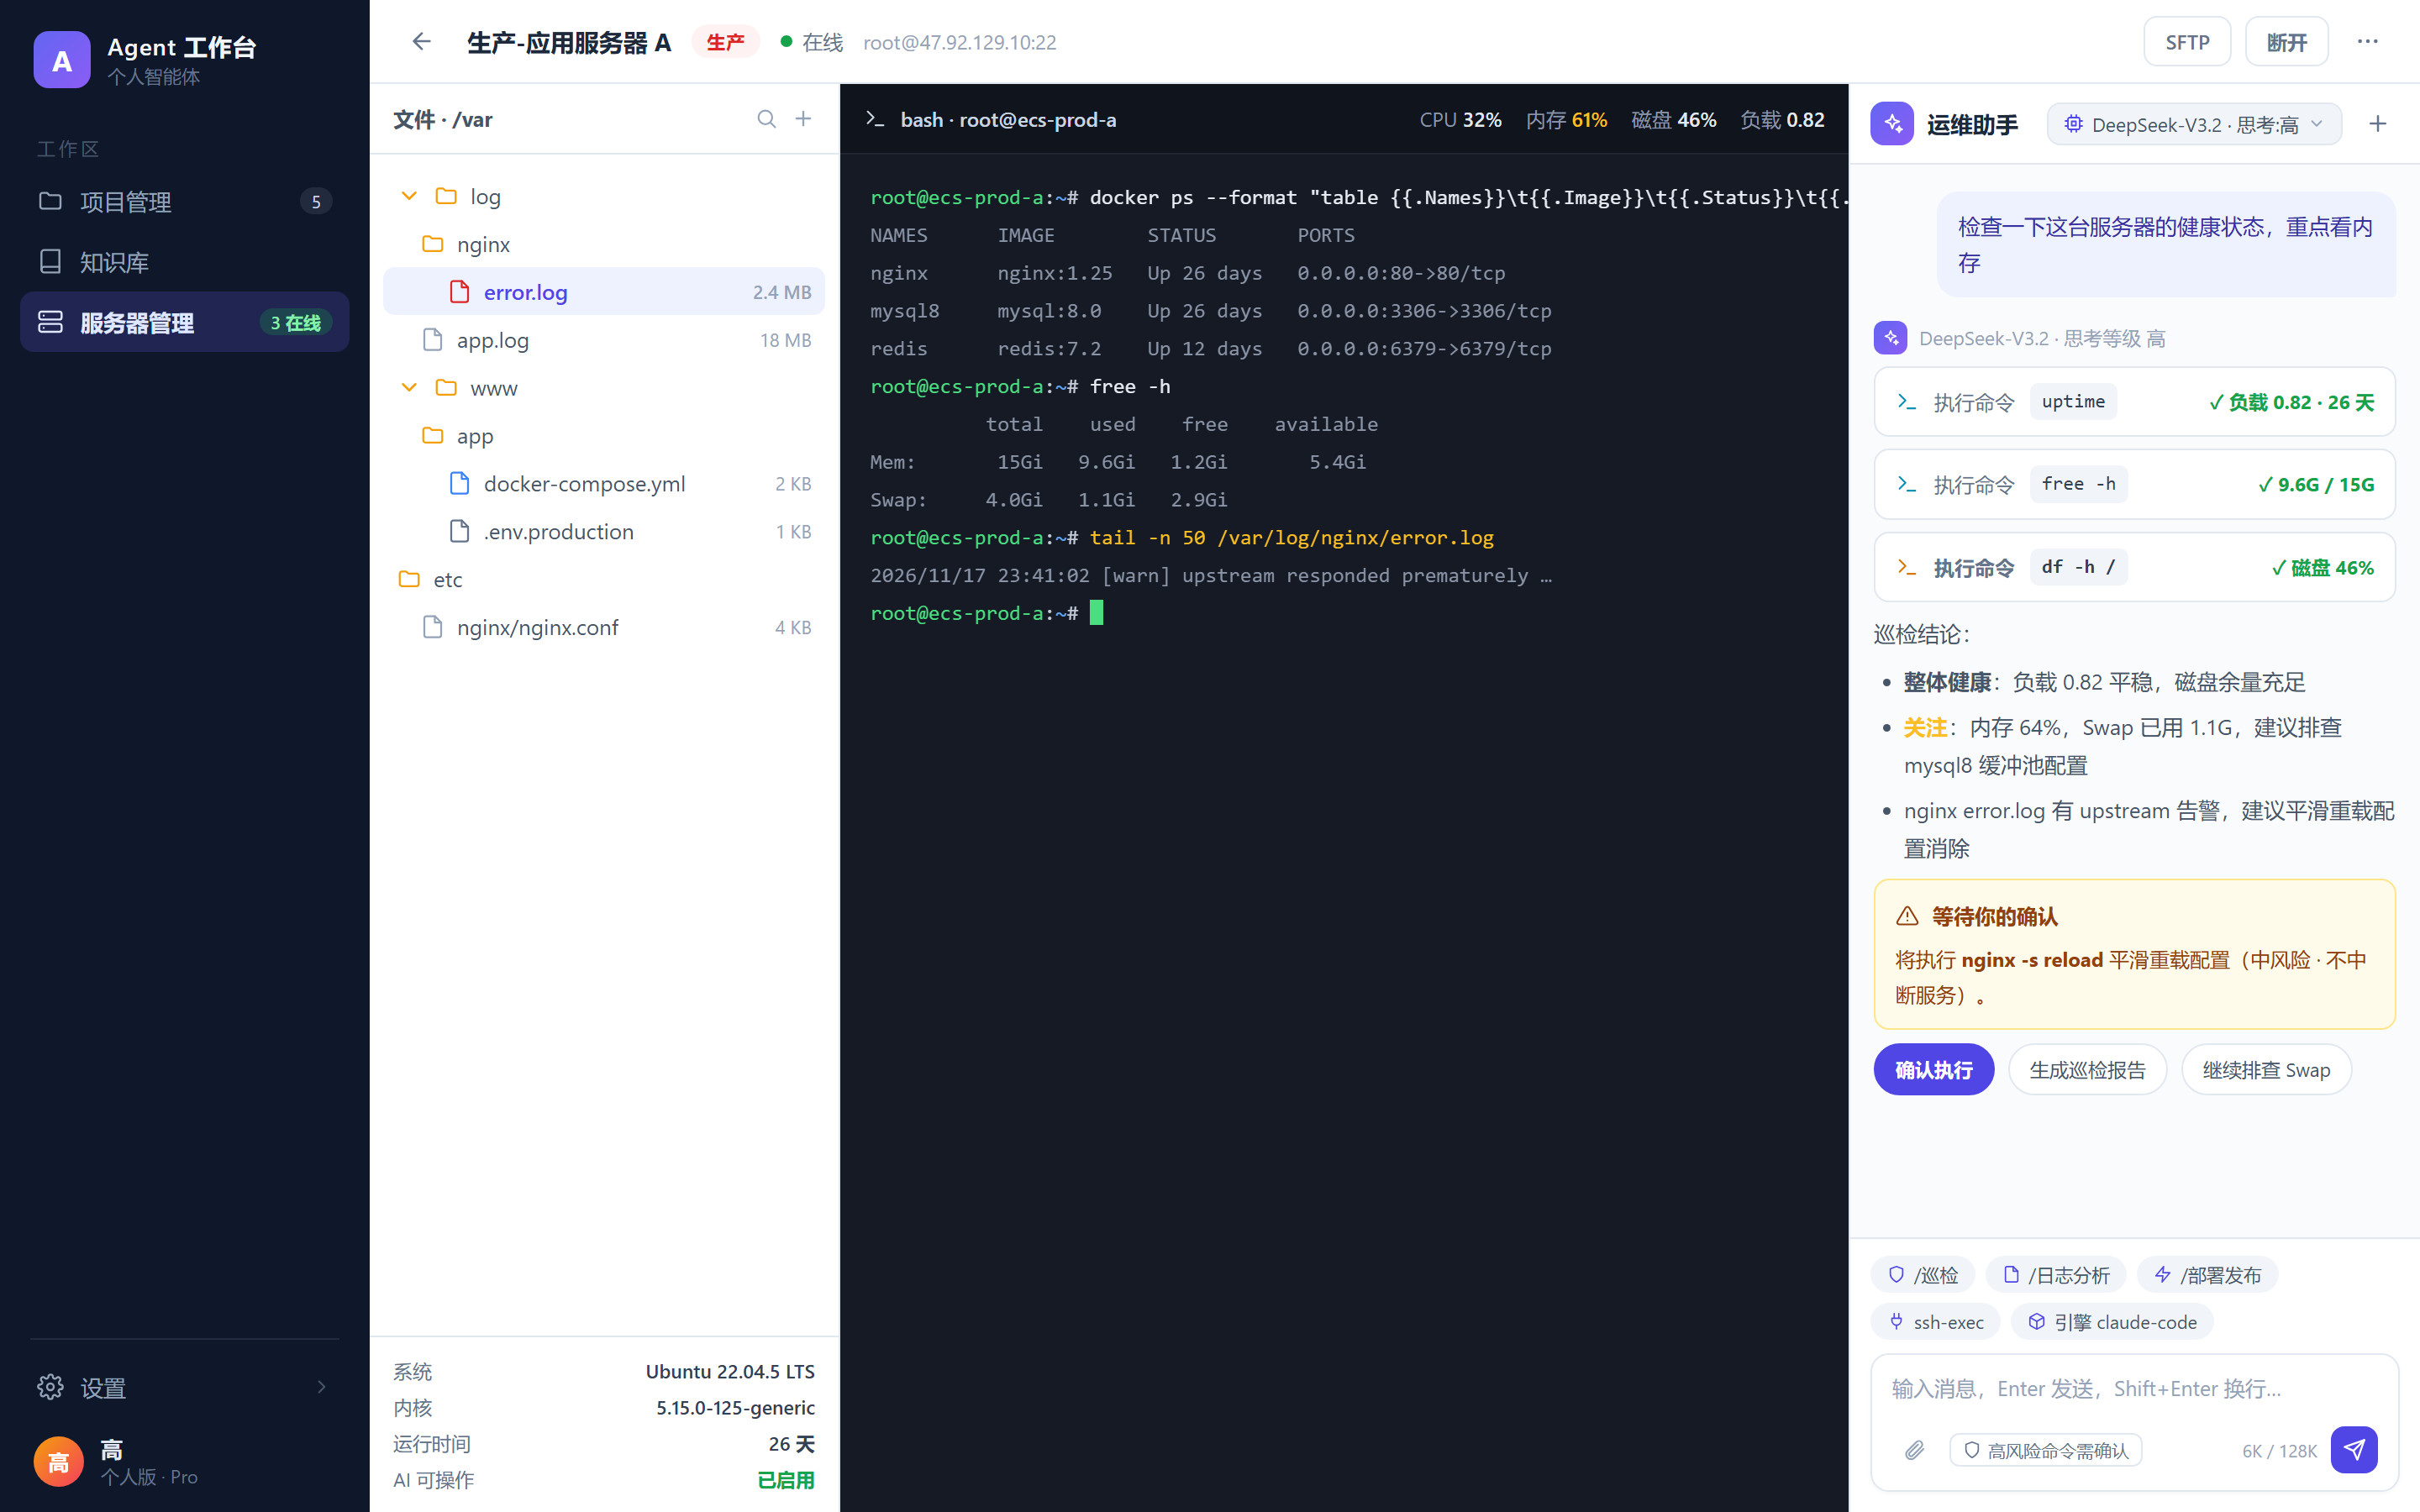 A
Agent 工作台
个人智能体
工作区
项目管理 5
知识库
服务器管理 3 在线
设置
高
高
个人版 · Pro
生产-应用服务器 A 生产 在线 root@47.92.129.10:22
SFTP 断开
文件 · /var
log
nginx
error.log 2.4 MB
app.log 18 MB
www
app
docker-compose.yml 2 KB
.env.production 1 KB
etc
nginx/nginx.conf 4 KB
系统 Ubuntu 22.04.5 LTS
内核 5.15.0-125-generic
运行时间 26 天
AI 可操作 已启用
bash · root@ecs-prod-a CPU 32% 内存 61% 磁盘 46% 负载 0.82
root@ecs-prod-a:~# docker ps --format "table {{.Names}}\t{{.Image}}\t{{.Status}}\t{{.
NAMES IMAGE STATUS PORTS
nginx nginx:1.25 Up 26 days 0.0.0.0:80->80/tcp
mysql8 mysql:8.0 Up 26 days 0.0.0.0:3306->3306/tcp
redis redis:7.2 Up 12 days 0.0.0.0:6379->6379/tcp
root@ecs-prod-a:~# free -h
total used free available
Mem: 15Gi 9.6Gi 1.2Gi 5.4Gi
Swap: 4.0Gi 1.1Gi 2.9Gi
root@ecs-prod-a:~# tail -n 50 /var/log/nginx/error.log
2026/11/17 23:41:02 [warn] upstream responded prematurely …
root@ecs-prod-a:~#
运维助手 DeepSeek-V3.2 · 思考:高
检查一下这台服务器的健康状态，重点看内
存
DeepSeek-V3.2 · 思考等级 高
执行命令 uptime ✓ 负载 0.82 · 26 天
执行命令 free -h ✓ 9.6G / 15G
执行命令 df -h / ✓ 磁盘 46%
巡检结论：
• 整体健康：负载 0.82 平稳，磁盘余量充足
• 关注：内存 64%，Swap 已用 1.1G，建议排查
mysql8 缓冲池配置
• nginx error.log 有 upstream 告警，建议平滑重载配
置消除
等待你的确认
将执行 nginx -s reload 平滑重载配置（中风险 · 不中
断服务）。
确认执行 生成巡检报告 继续排查 Swap
/巡检 /日志分析 /部署发布
ssh-exec 引擎 claude-code
输入消息，Enter 发送，Shift+Enter 换行...
高风险命令需确认 6K / 128K